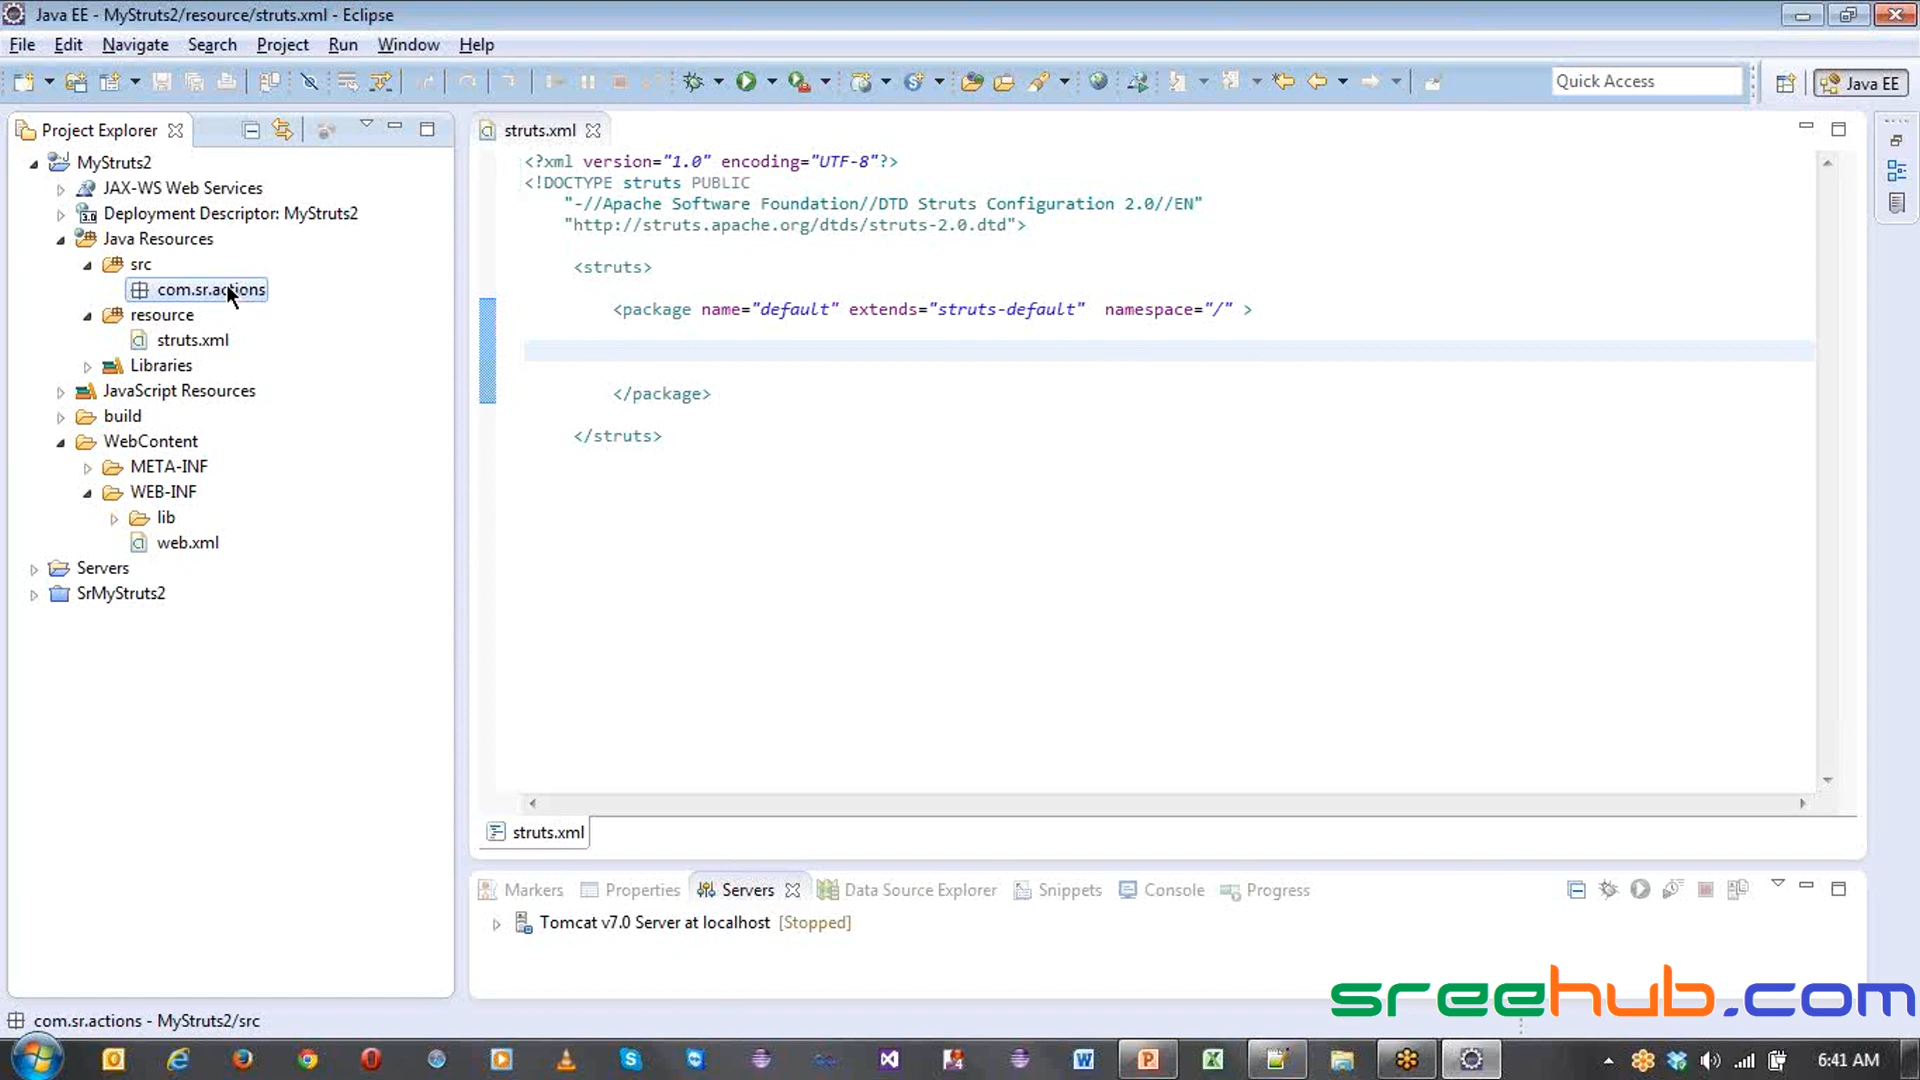 Java EE - MyStruts2/resource/struts.xml - Eclipse
File Edit Navigate Search Project Run Window Help
Quick Access
Java EE
Project Explorer
MyStruts2
JAX-WS Web Services
Deployment Descriptor: MyStruts2
Java Resources
src
com.sr.actions
resource
struts.xml
Libraries
JavaScript Resources
build
WebContent
META-INF
WEB-INF
lib
web.xml
Servers
SrMyStruts2
struts.xml
<?xml version="1.0" encoding="UTF-8"?>
<!DOCTYPE struts PUBLIC
"-//Apache Software Foundation//DTD Struts Configuration 2.0//EN"
"http://struts.apache.org/dtds/struts-2.0.dtd">
<struts>
<package name="default" extends="struts-default" namespace="/" >
</package>
</struts>
struts.xml
Markers Properties Servers Data Source Explorer Snippets Console Progress
Tomcat v7.0 Server at localhost [Stopped]
sreehub.com
com.sr.actions - MyStruts2/src
6:41 AM